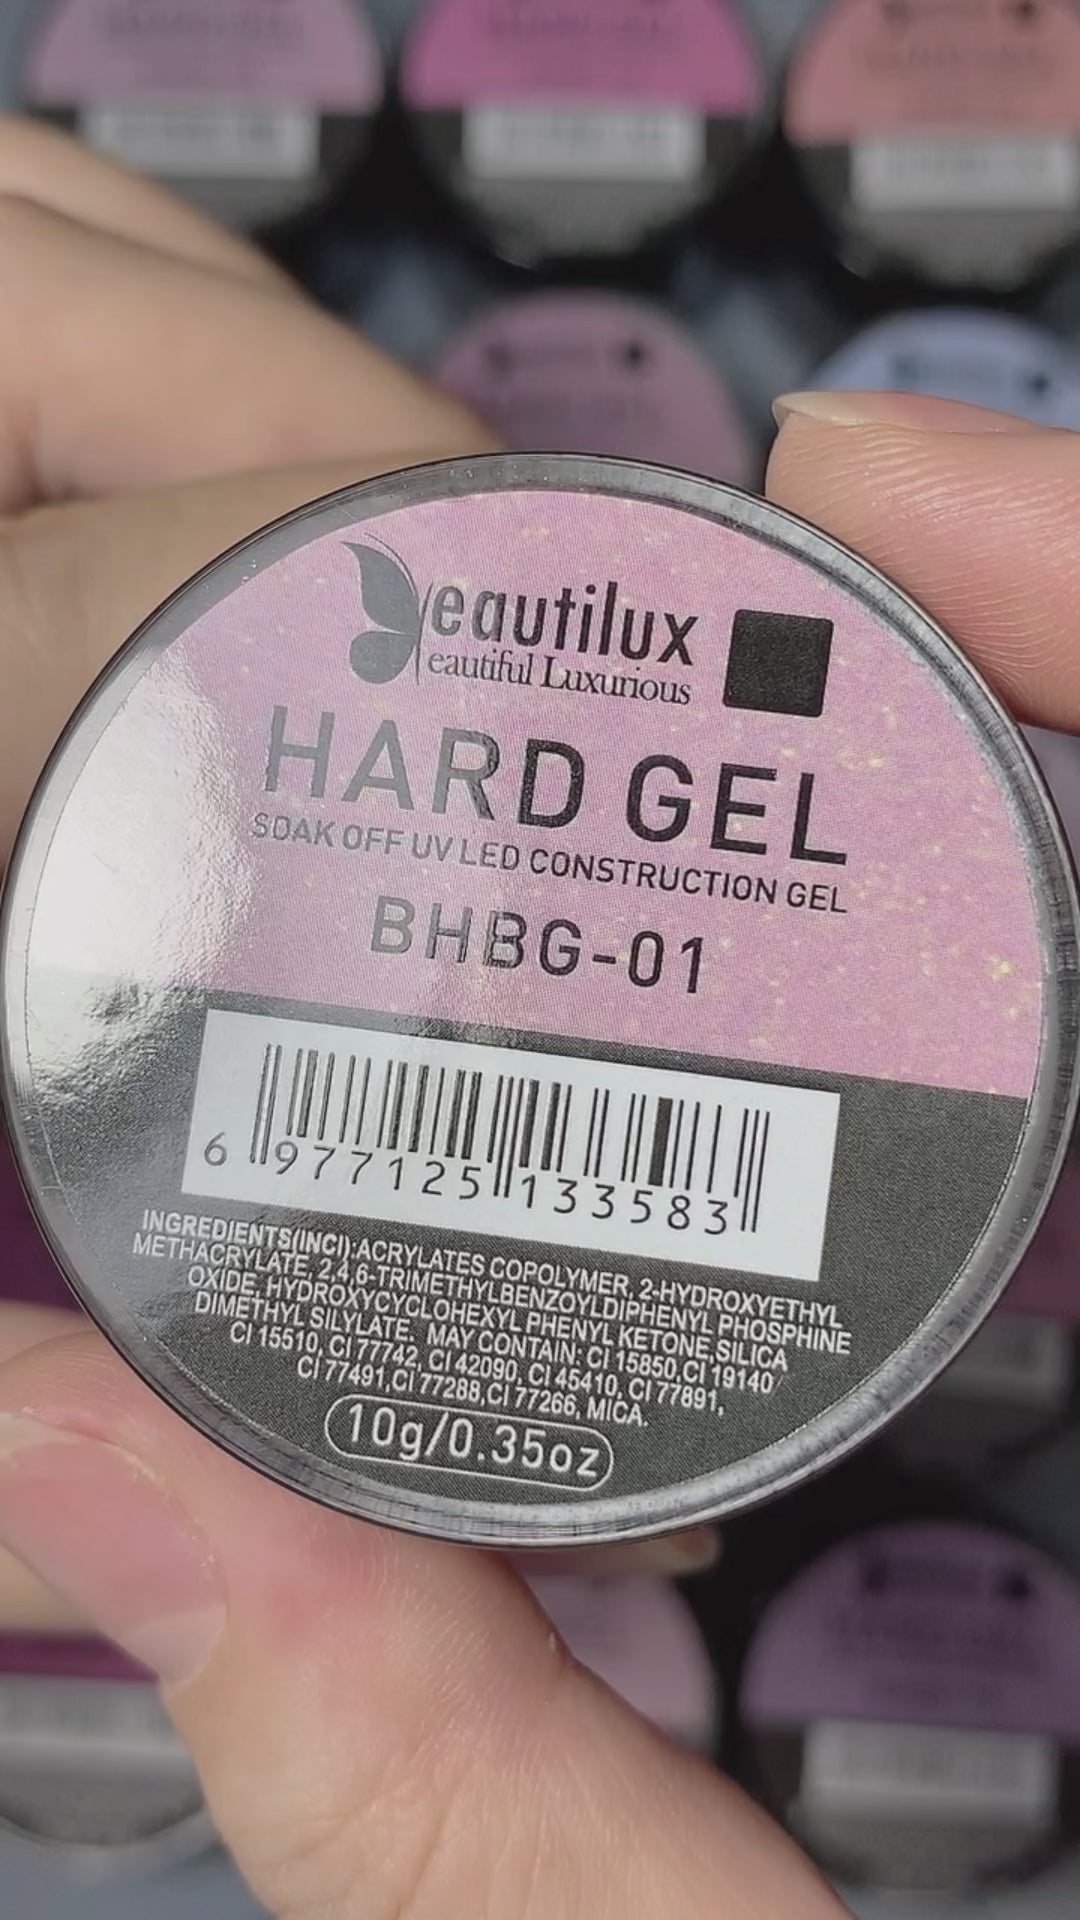 eautilux
eautiful Luxurious
HARD GEL
SOAK OFF UV LED CONSTRUCTION GEL
BHBG-01
6 977125 133583
INGREDIENTS(INCI):ACRYLATES COPOLYMER, 2-HYDROXYETHYL
METHACRYLATE, 2,4,6-TRIMETHYLBENZOYLDIPHENYL PHOSPHINE
OXIDE, HYDROXYCYCLOHEXYL PHENYL KETONE,SILICA
DIMETHYL SILYLATE. MAY CONTAIN: CI 15850,CI 19140
CI 15510, CI 77742, CI 42090, CI 45410, CI 77891,
CI 77491,CI 77288,CI 77266, MICA.
10g/0.35oz